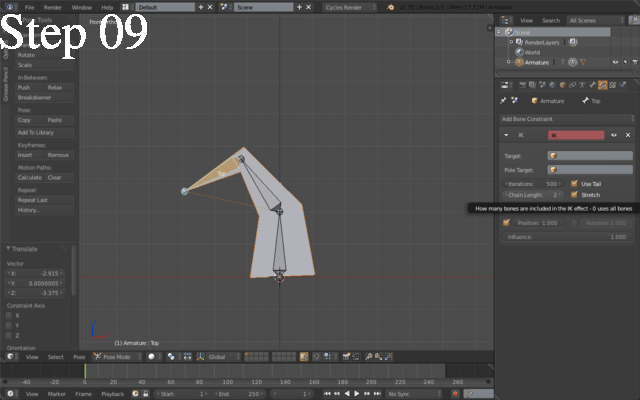 Step 09
File
Render
Window
Help
Default
Scene
Cycles Render
View
Search
All Scenes
Scene
RenderLayers
World
Armature
Tools
Rotate
Scale
In-Between:
Push
Relax
Breakdowner
Pose:
Copy
Paste
Add To Library
Keyframes:
Insert
Remove
Motion Paths:
Calculate
Clear
Repeat:
Repeat Last
History...
Grease Pencil
Translate
Vector
X: -2.915
Y: 0.0000005
Z: -3.375
Constraint Axis
X
Y
Z
Orientation
(1) Armature : Top
Armature
Top
Add Bone Constraint
IK
IK
Target:
Pole Target:
Iterations: 500
Use Tail
Chain Length: 2
Stretch
How many bones are included in the IK effect - 0 uses all bones
Position: 1.000
1.000
Influence: 1.000
View
Select
Pose
Pose Mode
Global
-40 -20 0 20 40 60 80 100 120 140 160 180 200 220 240 260
View
Marker
Frame
Playback
Start: 1
End: 250
1
No Sync